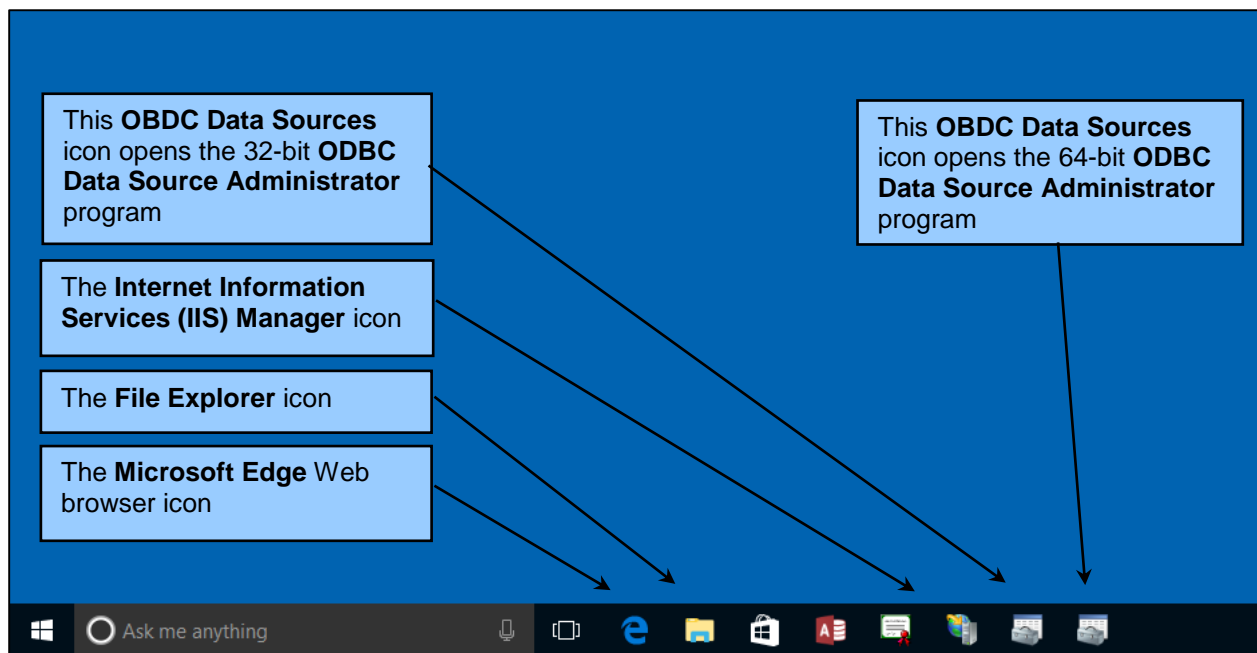 This OBDC Data Sources
icon opens the 32-bit ODBC
Data Source Administrator
program
This OBDC Data Sources
icon opens the 64-bit ODBC
Data Source Administrator
program
The Internet Information
Services (IIS) Manager icon
The File Explorer icon
The Microsoft Edge Web
browser icon
Ask me anything